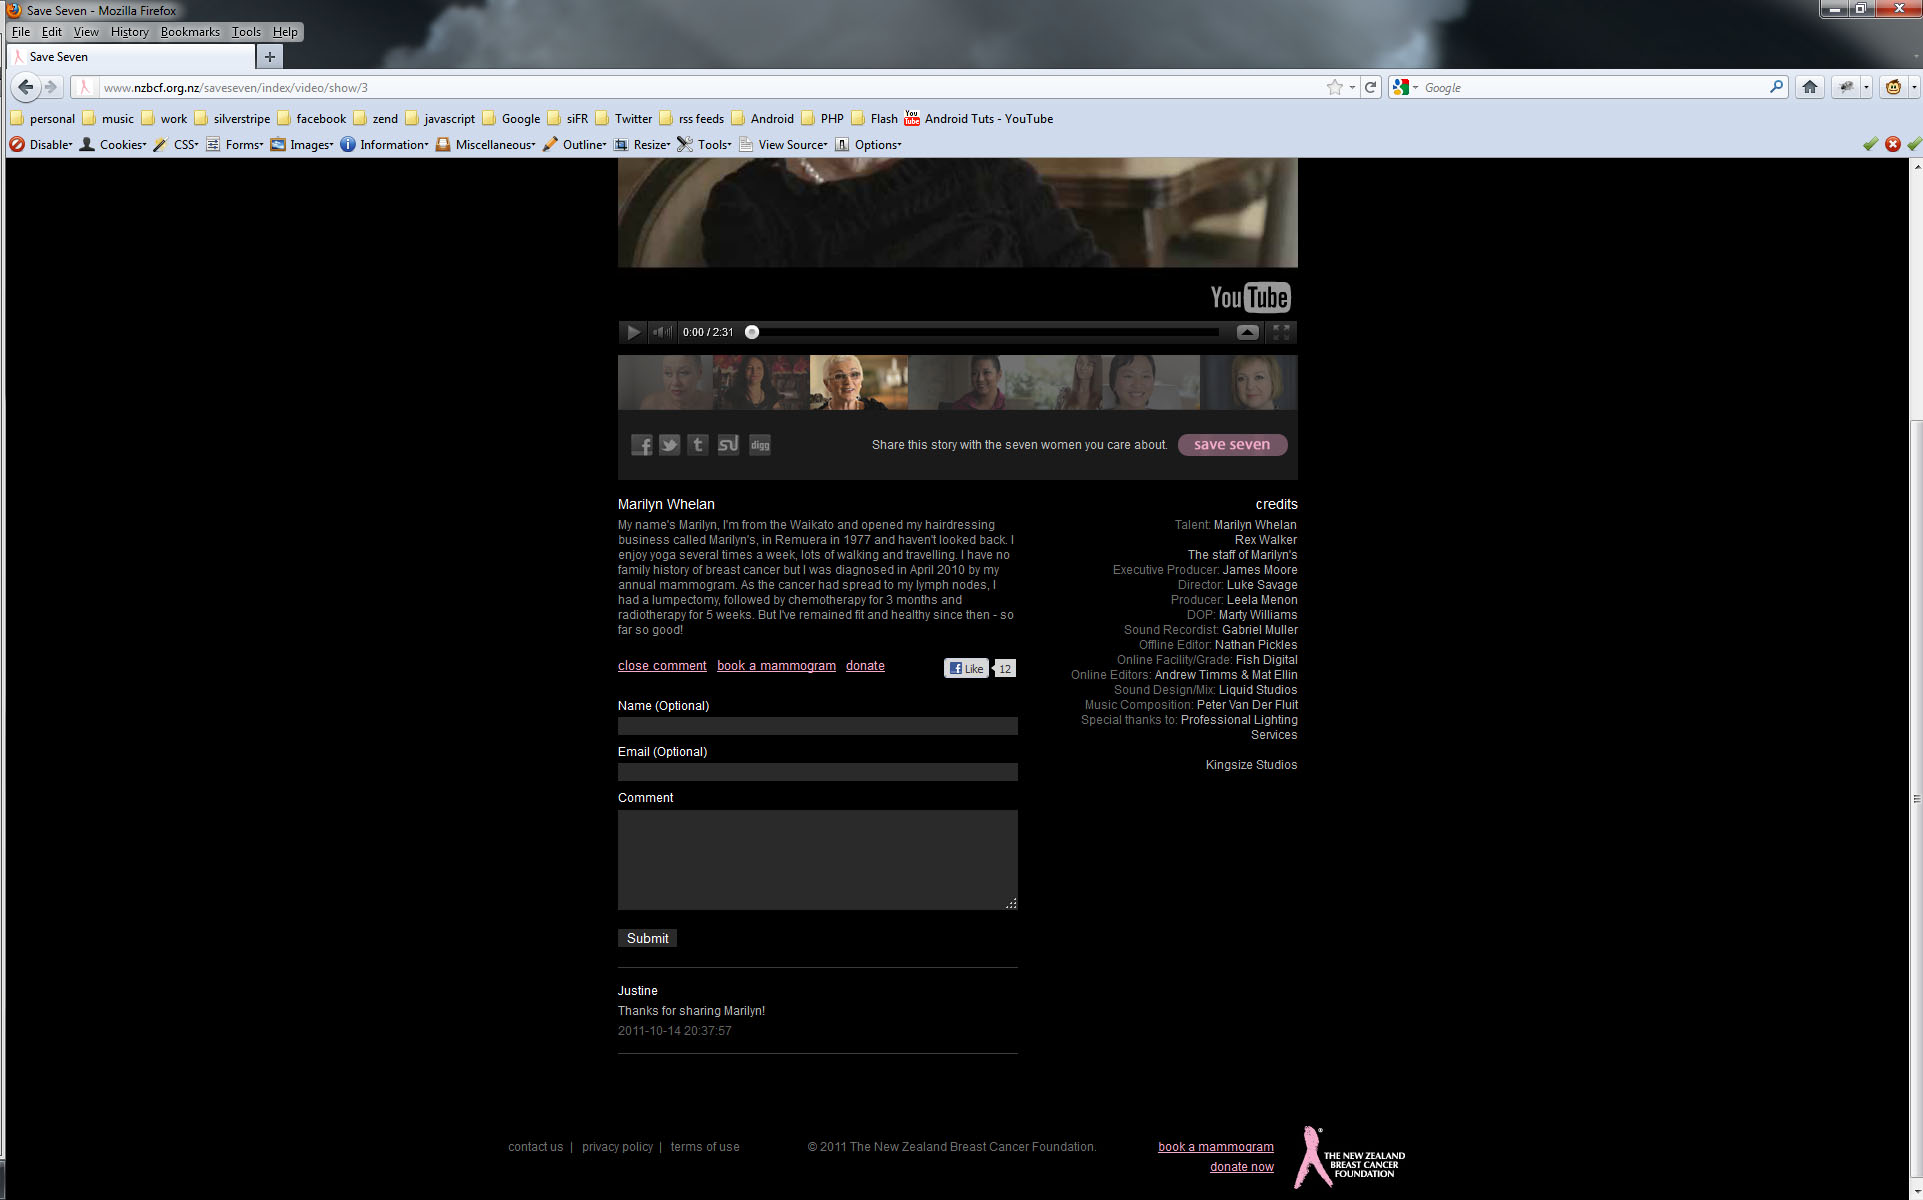 Save Seven - Mozilla Firefox
File Edit View History Bookmarks Tools Help
Save Seven
www.nzbcf.org.nz/saveseven/index/video/show/3
Google
personal music work silverstripe facebook zend javascript Google siFR Twitter rss feeds Android PHP Flash You Tube Android Tuts - YouTube
Disable Cookies CSS Forms Images Information Miscellaneous Outline Resize Tools View Source Options
YouTube
0:00 / 2:31
digg
Share this story with the seven women you care about. save seven
Marilyn Whelan
My name's Marilyn, I'm from the Waikato and opened my hairdressing
business called Marilyn's, in Remuera in 1977 and haven't looked back. I
enjoy yoga several times a week, lots of walking and travelling. I have no
family history of breast cancer but I was diagnosed in April 2010 by my
annual mammogram. As the cancer had spread to my lymph nodes, I
had a lumpectomy, followed by chemotherapy for 3 months and
radiotherapy for 5 weeks. But I've remained fit and healthy since then - so
far so good!
close comment book a mammogram donate
Like 12
Name (Optional)
Email (Optional)
Comment
Submit
Justine
Thanks for sharing Marilyn!
2011-10-14 20:37:57
credits
Talent: Marilyn Whelan
Rex Walker
The staff of Marilyn's
Executive Producer: James Moore
Director: Luke Savage
Producer: Leela Menon
DOP: Marty Williams
Sound Recordist: Gabriel Muller
Offline Editor: Nathan Pickles
Online Facility/Grade: Fish Digital
Online Editors: Andrew Timms & Mat Ellin
Sound Design/Mix: Liquid Studios
Music Composition: Peter Van Der Fluit
Special thanks to: Professional Lighting
Services
Kingsize Studios
contact us | privacy policy | terms of use
© 2011 The New Zealand Breast Cancer Foundation.
book a mammogram
donate now
THE NEW ZEALAND
BREAST CANCER
FOUNDATION